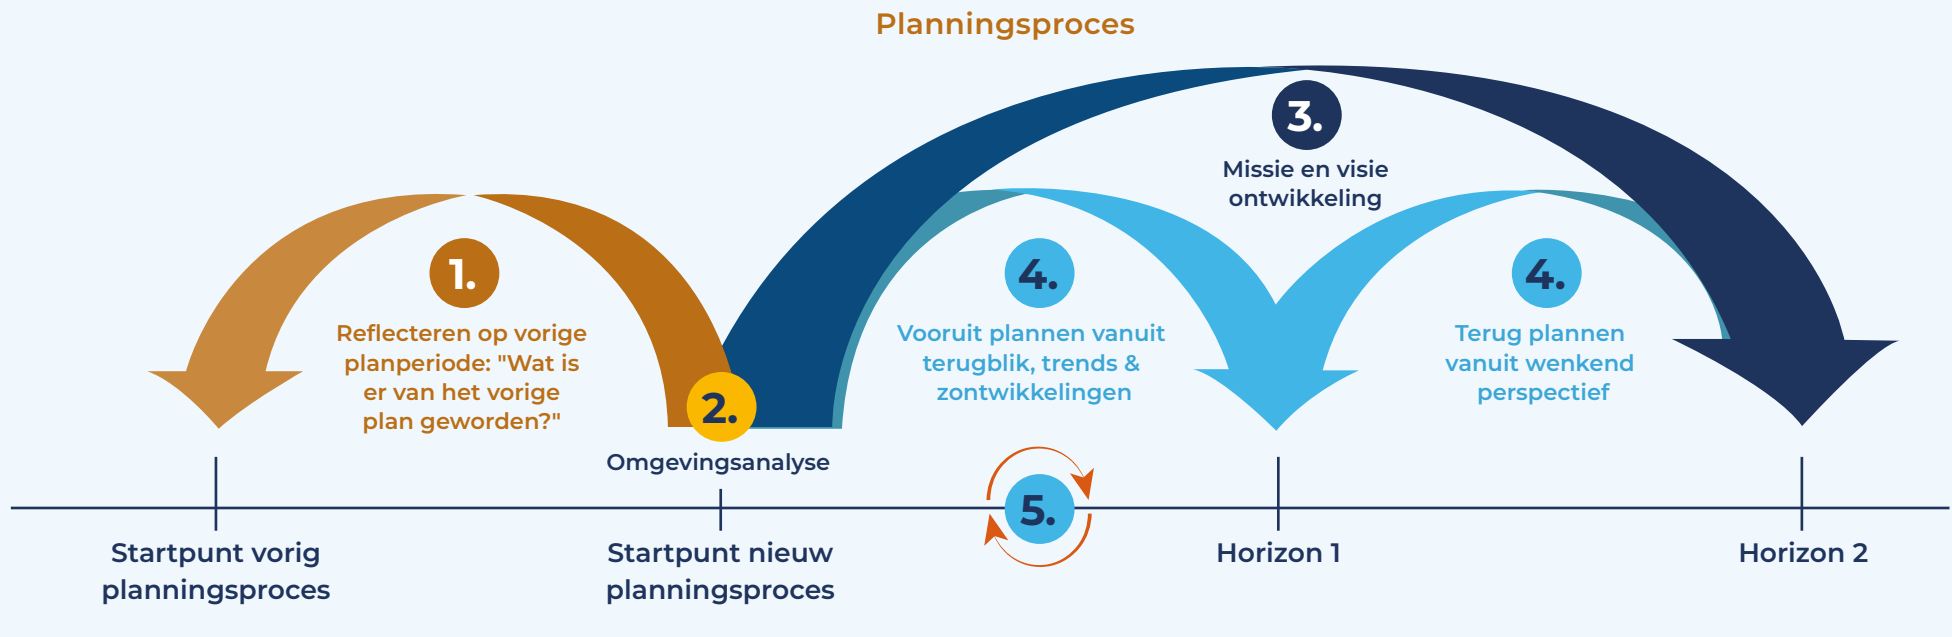 Planningsproces
3.
Missie en visie
ontwikkeling
1.
Reflecteren op vorige
planperiode: "Wat is
er van het vorige
plan geworden?"
2.
Omgevingsanalyse
4.
Vooruit plannen vanuit
terugblik, trends &
zontwikkelingen
4.
Terug plannen
vanuit wenkend
perspectief
5.
Startpunt vorig
planningsproces
Startpunt nieuw
planningsproces
Horizon 1
Horizon 2